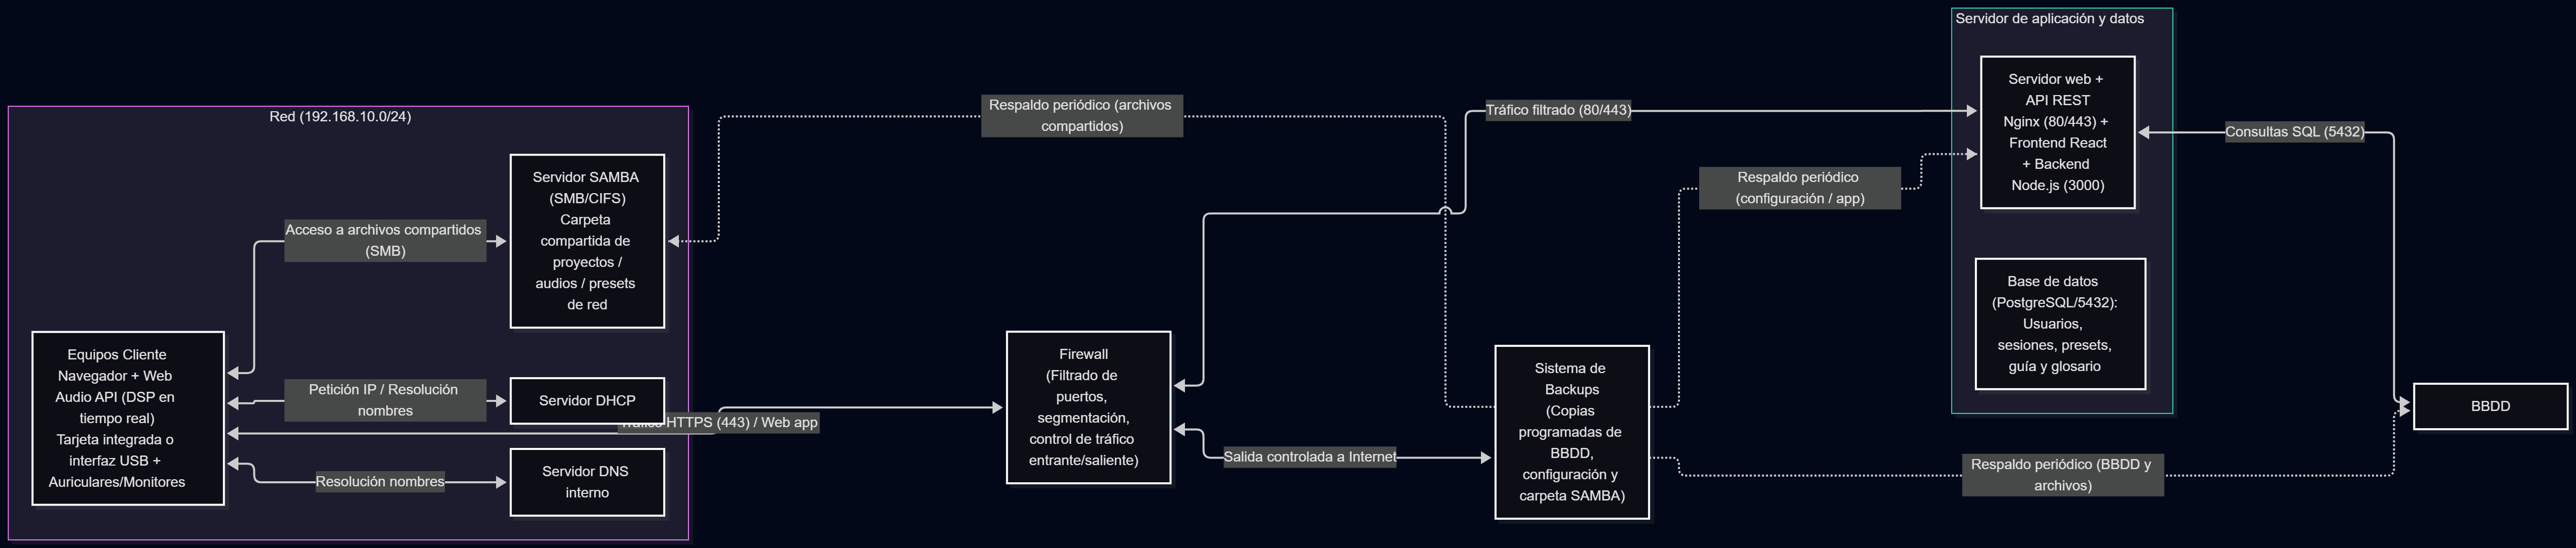 Servidor de aplicación y datos
Servidor web +
API REST
Nginx (80/443) +
Frontend React
+ Backend
Node.js (3000)
Base de datos
(PostgreSQL/5432):
Usuarios,
sesiones, presets,
guía y glosario
Consultas SQL (5432)
BBDD
Red (192.168.10.0/24)
Servidor SAMBA
(SMB/CIFS)
Carpeta
compartida de
proyectos /
audios / presets
de red
Acceso a archivos compartidos
(SMB)
Equipos Cliente
Navegador + Web
Audio API (DSP en
tiempo real)
Tarjeta integrada o
interfaz USB +
Auriculares/Monitores
Petición IP / Resolución
nombres
Servidor DHCP
HTTPS (443) / Web app
Resolución nombres
Servidor DNS
interno
Respaldo periódico (archivos
compartidos)
Firewall
(Filtrado de
puertos,
segmentación,
control de tráfico
entrante/saliente)
Tráfico filtrado (80/443)
Salida controlada a Internet
Sistema de
Backups
(Copias
programadas de
BBDD,
configuración y
carpeta SAMBA)
Respaldo periódico
(configuración / app)
Respaldo periódico (BBDD y
archivos)